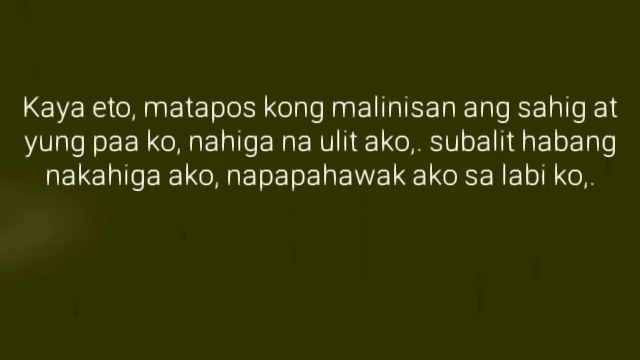 Kaya eto, matapos kong malinisan ang sahig at
yung paa ko, nahiga na ulit ako,. subalit habang
nakahiga ako, napapahawak ako sa labi ko,.